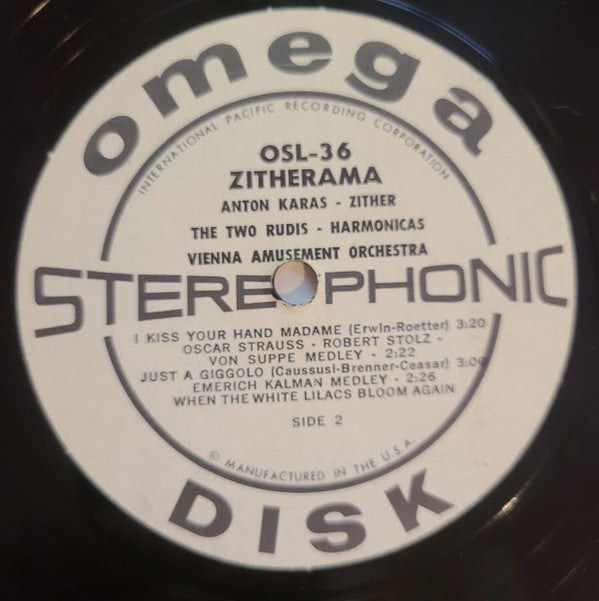 omega
INTERNATIONAL PACIFIC RECORDING CORPORATION
OSL-36
ZITHERAMA
ANTON KARAS - ZITHER
THE TWO RUDIS - HARMONICAS
VIENNA AMUSEMENT ORCHESTRA
STEREOPHONIC
I KISS YOUR HAND MADAME (Erwin-Roetter) 3:20
OSCAR STRAUSS - ROBERT STOLZ -
VON SUPPE MEDLEY - 2:22
JUST A GIGGOLO (Caussusi-Brenner-Ceasar) 3:00
EMERICH KALMAN MEDLEY - 2:26
WHEN THE WHITE LILACS BLOOM AGAIN
SIDE 2
© MANUFACTURED IN THE U.S.A.
DISK